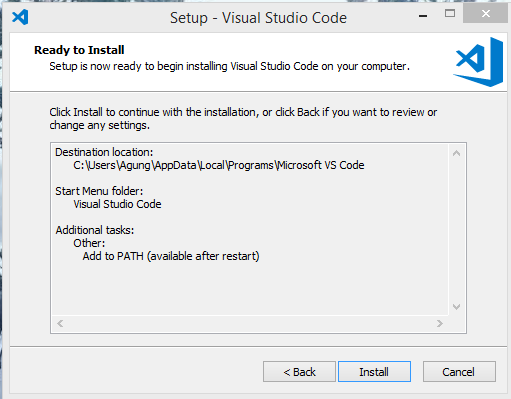 Setup - Visual Studio Code
Ready to Install
Setup is now ready to begin installing Visual Studio Code on your computer.
Click Install to continue with the installation, or click Back if you want to review or
change any settings.
Destination location:
C:\Users\Agung\AppData\Local\Programs\Microsoft VS Code
Start Menu folder:
Visual Studio Code
Additional tasks:
Other:
Add to PATH (available after restart)
< Back
Install
Cancel